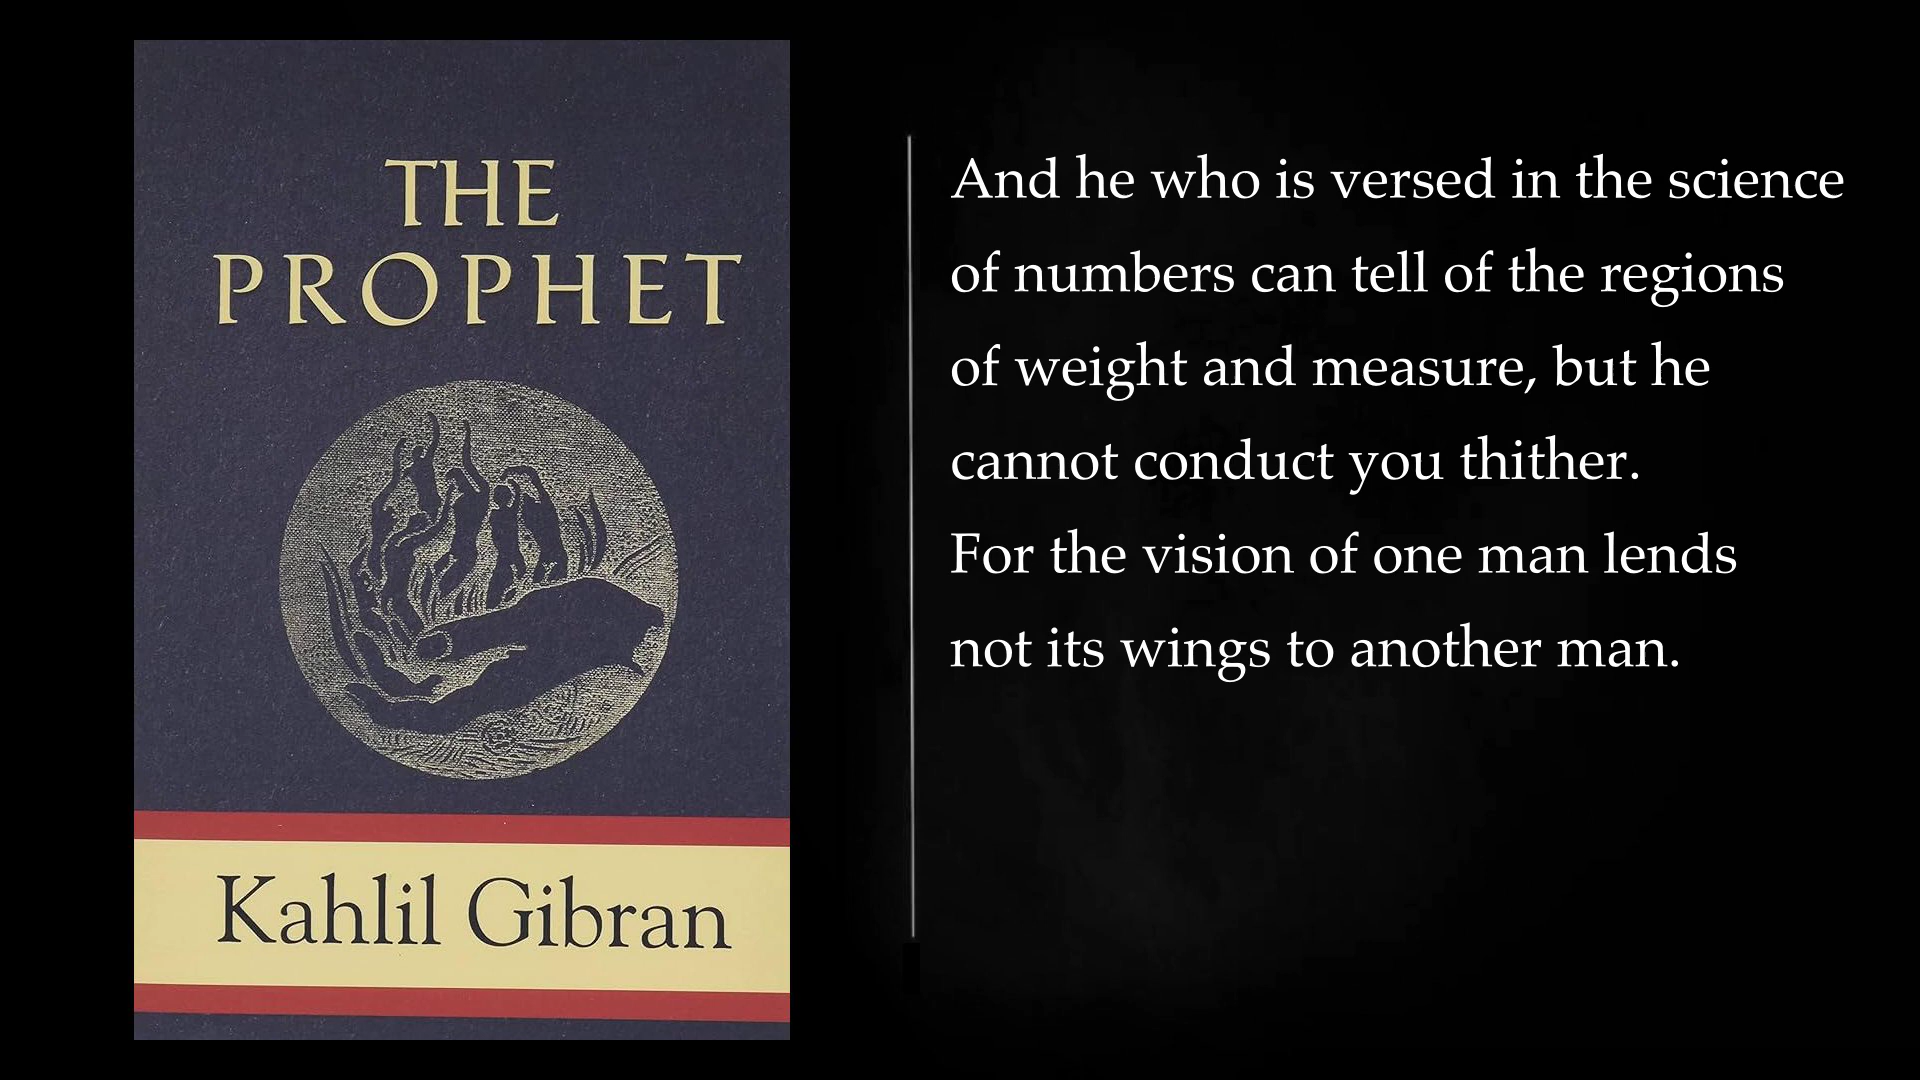 THE
PROPHET
Kahlil Gibran
And he who is versed in the science
of numbers can tell of the regions
of weight and measure, but he
cannot conduct you thither.
For the vision of one man lends
not its wings to another man.